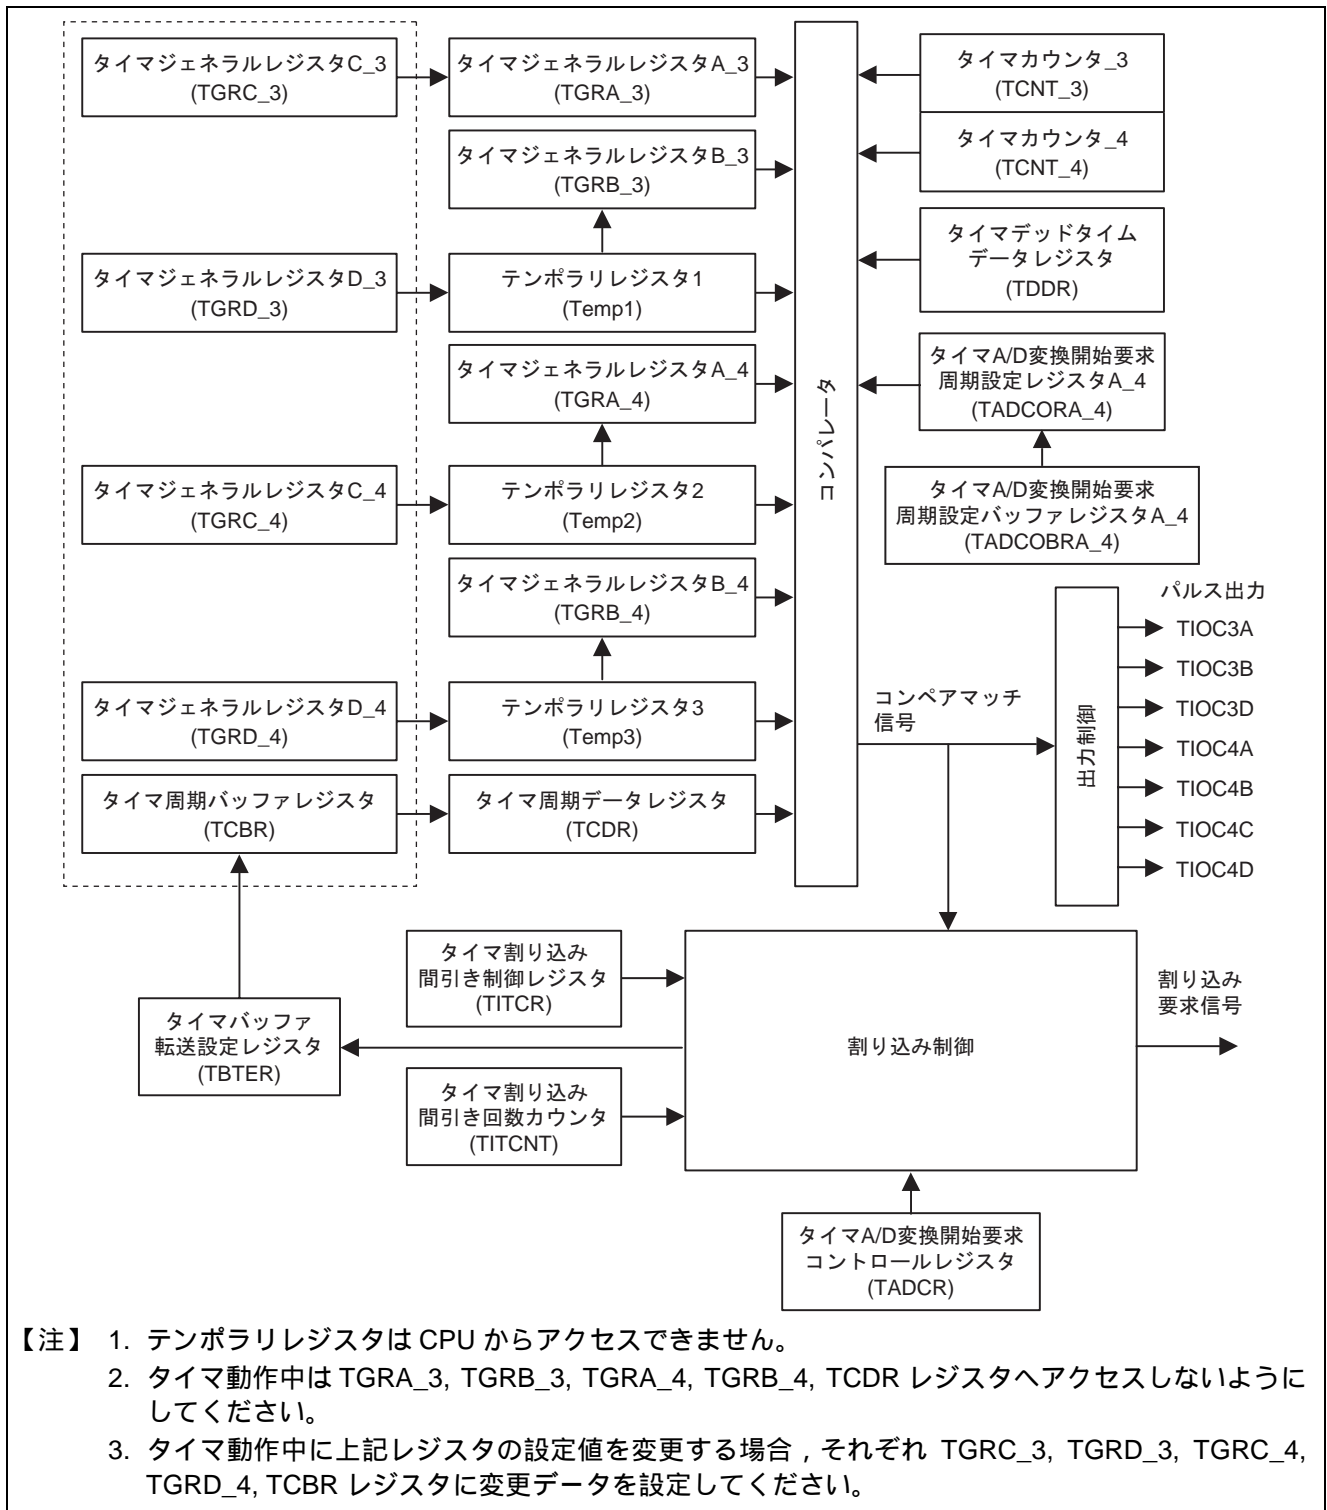 タイマジェネラルレジスタC_3
(TGRC_3)
タイマジェネラルレジスタA_3
(TGRA_3)
タイマカウンタ_3
(TCNT_3)
タイマジェネラルレジスタB_3
(TGRB_3)
タイマカウンタ_4
(TCNT_4)
タイマジェネラルレジスタD_3
(TGRD_3)
テンポラリレジスタ1
(Temp1)
タイマデッドタイム
データレジスタ
(TDDR)
タイマジェネラルレジスタA_4
(TGRA_4)
コンパレータ
タイマA/D変換開始要求
周期設定レジスタA_4
(TADCORA_4)
タイマジェネラルレジスタC_4
(TGRC_4)
テンポラリレジスタ2
(Temp2)
タイマA/D変換開始要求
周期設定バッファレジスタA_4
(TADCOBRA_4)
タイマジェネラルレジスタB_4
(TGRB_4)
タイマジェネラルレジスタD_4
(TGRD_4)
テンポラリレジスタ3
(Temp3)
コンペアマッチ
信号
出力制御
パルス出力
TIOC3A
TIOC3B
TIOC3D
TIOC4A
TIOC4B
TIOC4C
TIOC4D
タイマ周期バッファレジスタ
(TCBR)
タイマ周期データレジスタ
(TCDR)
タイマ割り込み
間引き制御レジスタ
(TITCR)
タイマバッファ
転送設定レジスタ
(TBTER)
割り込み制御
割り込み
要求信号
タイマ割り込み
間引き回数カウンタ
(TITCNT)
タイマA/D変換開始要求
コントロールレジスタ
(TADCR)
【注】 1. テンポラリレジスタは CPU からアクセスできません。
2. タイマ動作中は TGRA_3, TGRB_3, TGRA_4, TGRB_4, TCDR レジスタへアクセスしないように
してください。
3. タイマ動作中に上記レジスタの設定値を変更する場合，それぞれ TGRC_3, TGRD_3, TGRC_4,
TGRD_4, TCBR レジスタに変更データを設定してください。